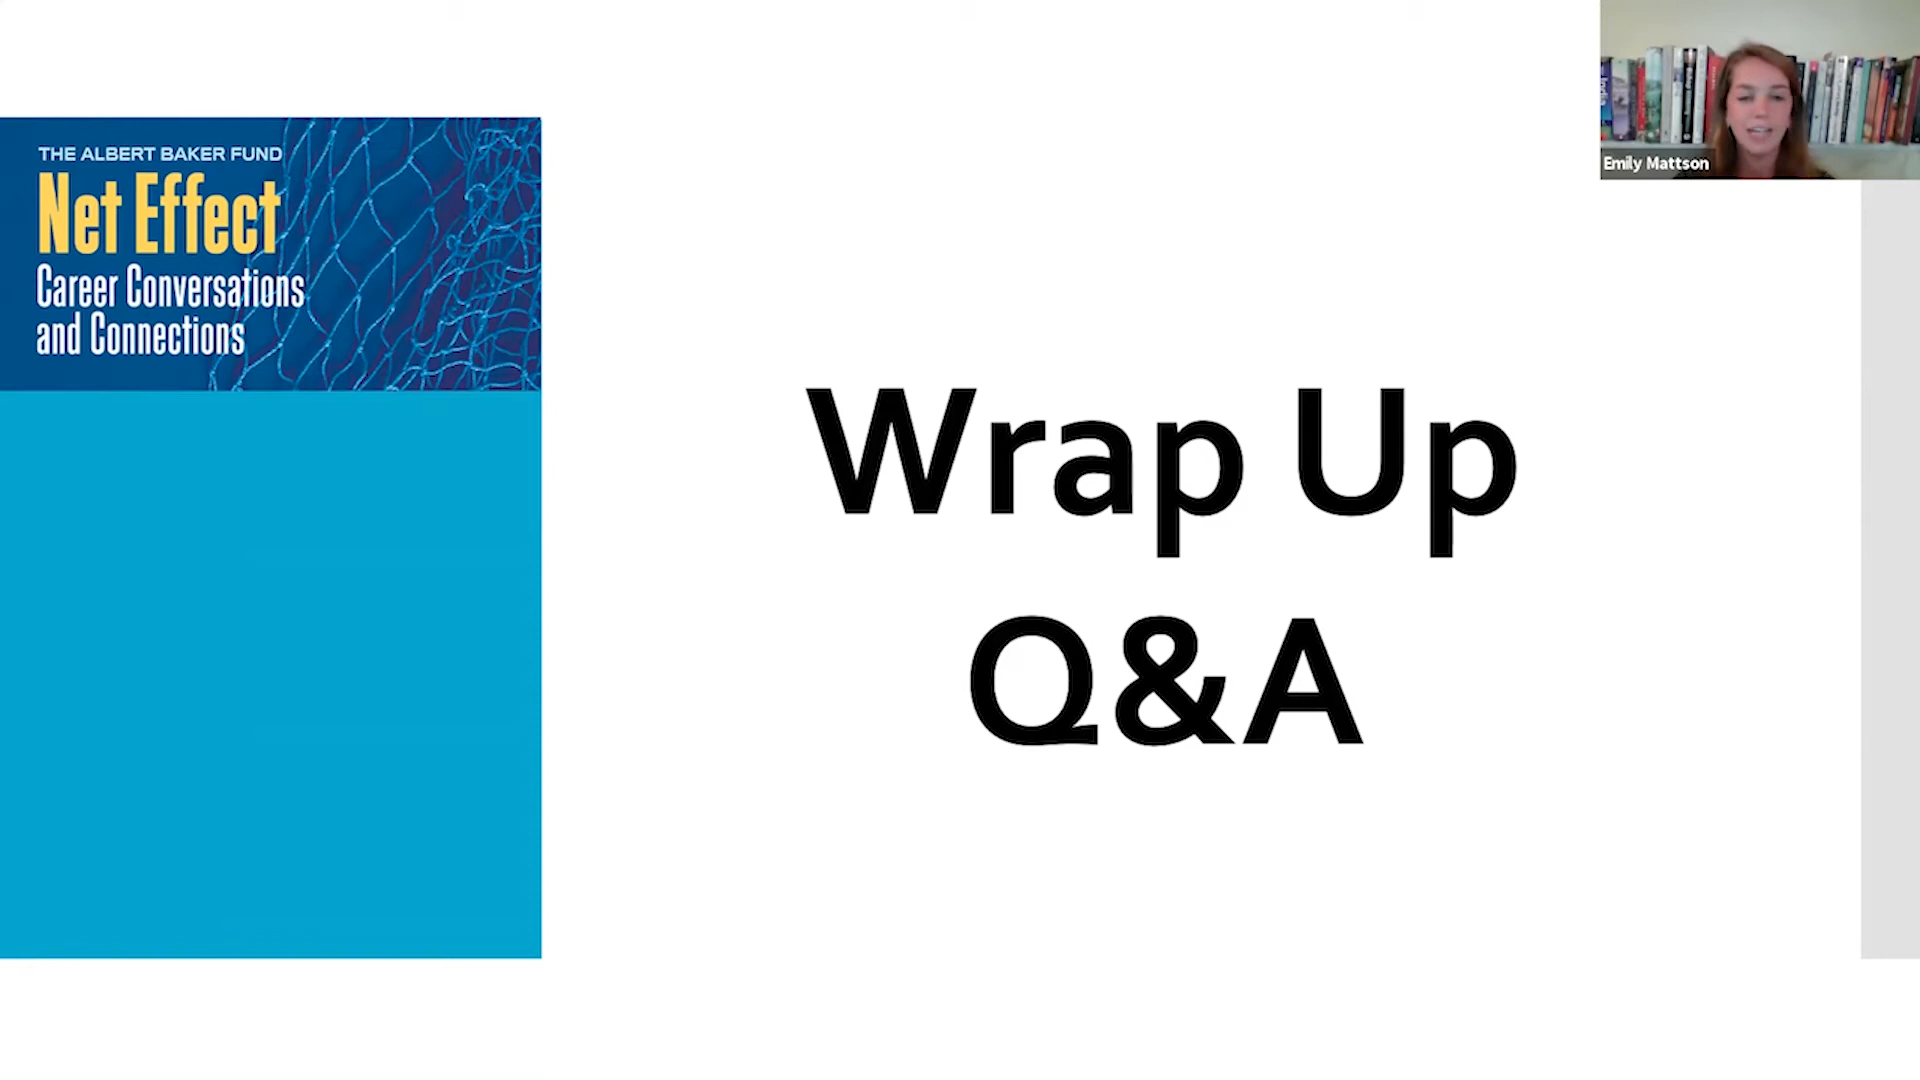 THE ALBERT BAKER FUND
Net Effect
Career Conversations
and Connections
Wrap Up
Q&A
Emily Mattson